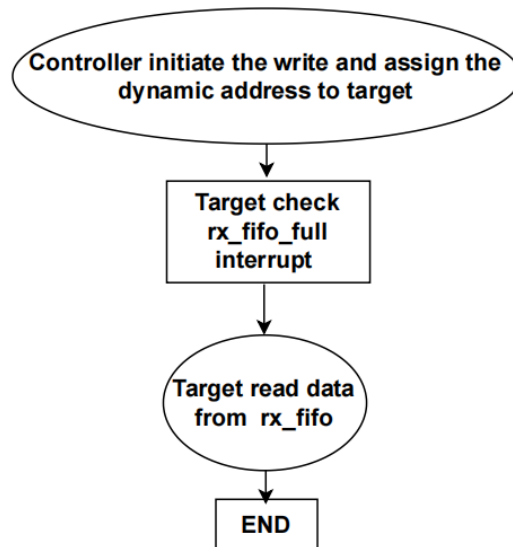 Controller initiate the write and assign the
dynamic address to target
Target check
rx_fifo_full
interrupt
Target read data
from rx_fifo
END